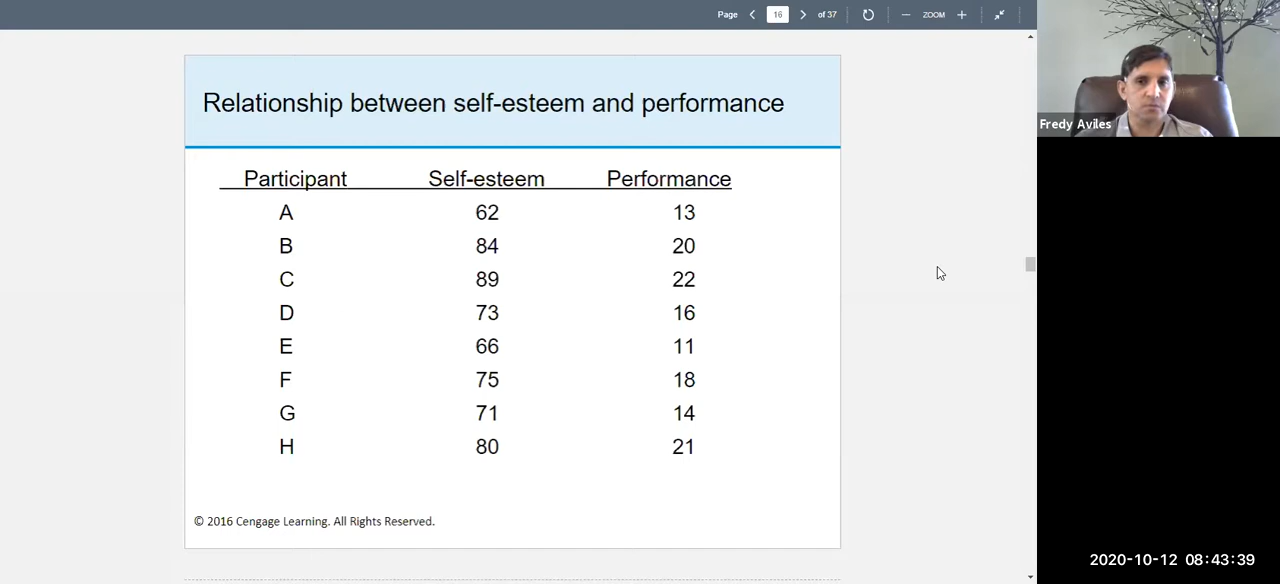 Page 16 of 37 ZOOM
Fredy Aviles
Relationship between self-esteem and performance
Participant Self-esteem Performance
A 62 13
B 84 20
C 89 22
D 73 16
E 66 11
F 75 18
G 71 14
H 80 21
© 2016 Cengage Learning. All Rights Reserved.
2020-10-12 08:43:39